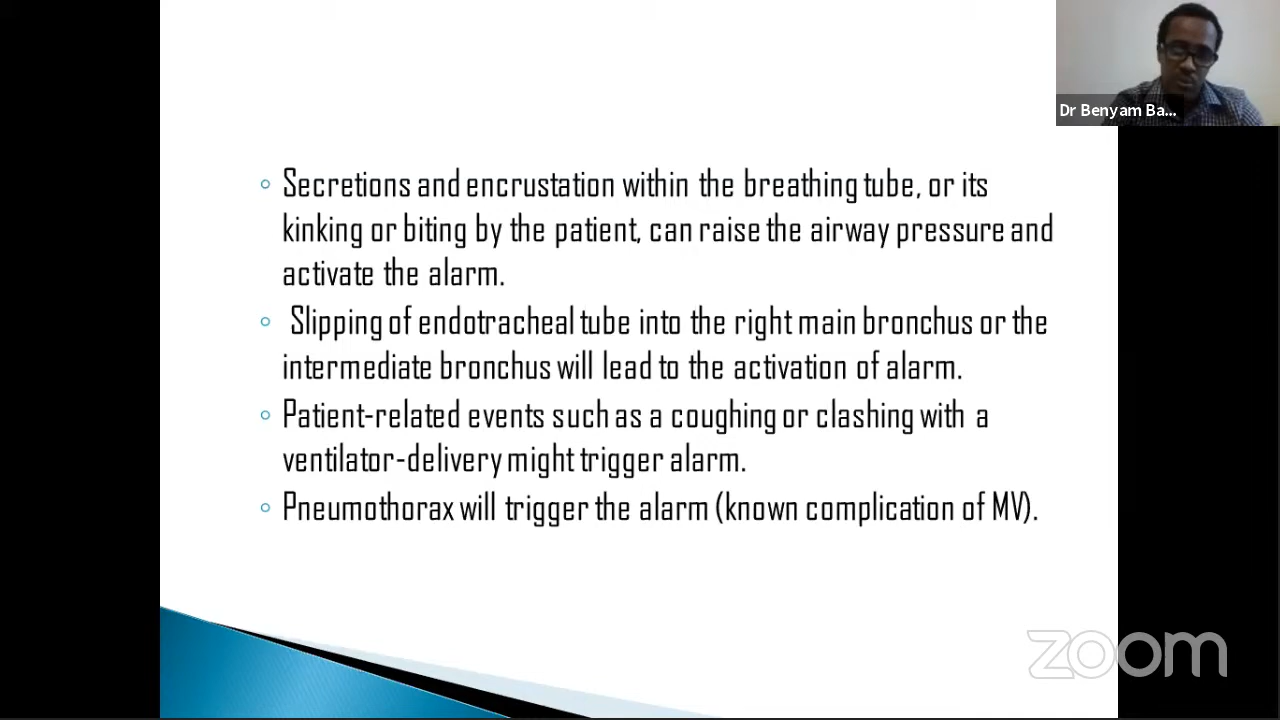 Dr Benyam Ba...
Secretions and encrustation within the breathing tube, or its
kinking or biting by the patient, can raise the airway pressure and
activate the alarm.
Slipping of endotracheal tube into the right main bronchus or the
intermediate bronchus will lead to the activation of alarm.
Patient-related events such as a coughing or clashing with a
ventilator-delivery might trigger alarm.
Pneumothorax will trigger the alarm (known complication of MV).
zoom